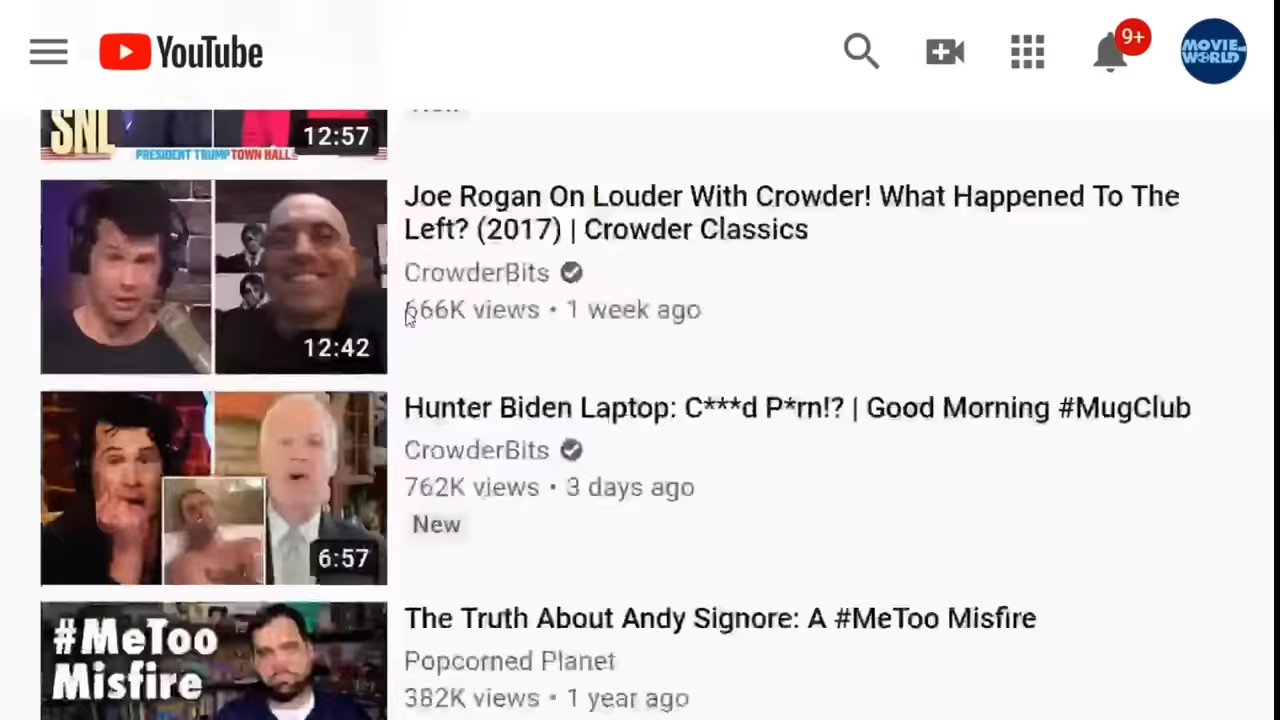 YouTube
9+
MOVIE
WORLD
SNL
12:57
PRESIDENT TRUMP TOWN HALL
Joe Rogan On Louder With Crowder! What Happened To The
Left? (2017) | Crowder Classics
CrowderBits
666K views • 1 week ago
12:42
Hunter Biden Laptop: C***d P*rn!? | Good Morning #MugClub
CrowderBits
762K views • 3 days ago
New
6:57
#MeToo
Misfire
The Truth About Andy Signore: A #MeToo Misfire
Popcorned Planet
382K views • 1 year ago